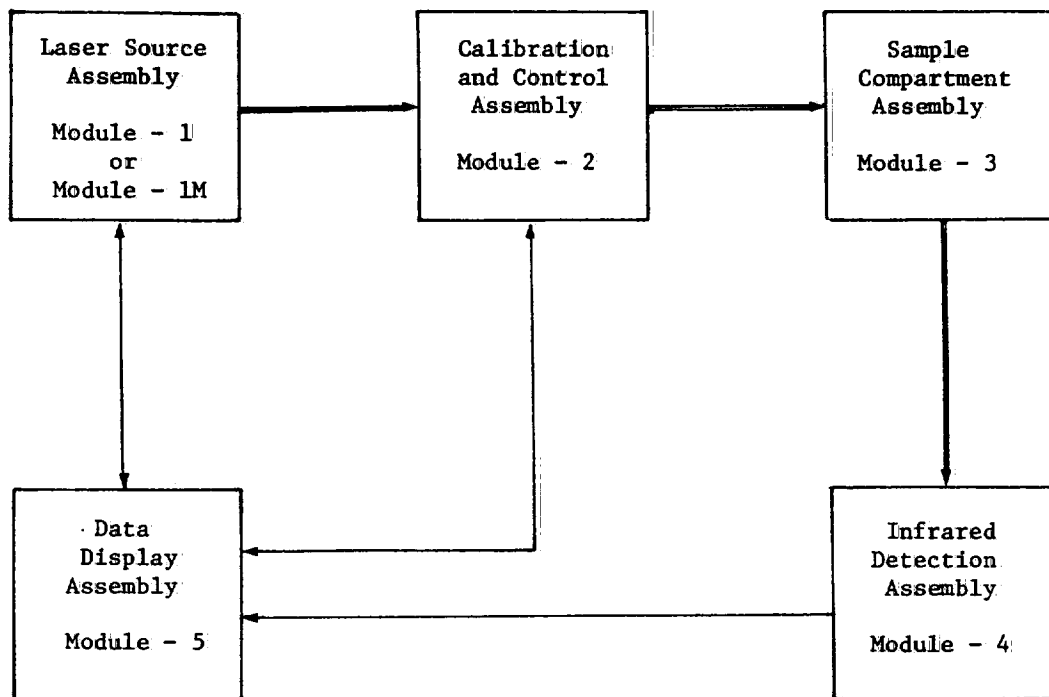 Laser Source
Assembly
Module - 1
or
Module - 1M
Calibration
and Control
Assembly
Module - 2
Sample
Compartment
Assembly
Module - 3
Data
Display
Assembly
Module - 5
Infrared
Detection
Assembly
Module - 4